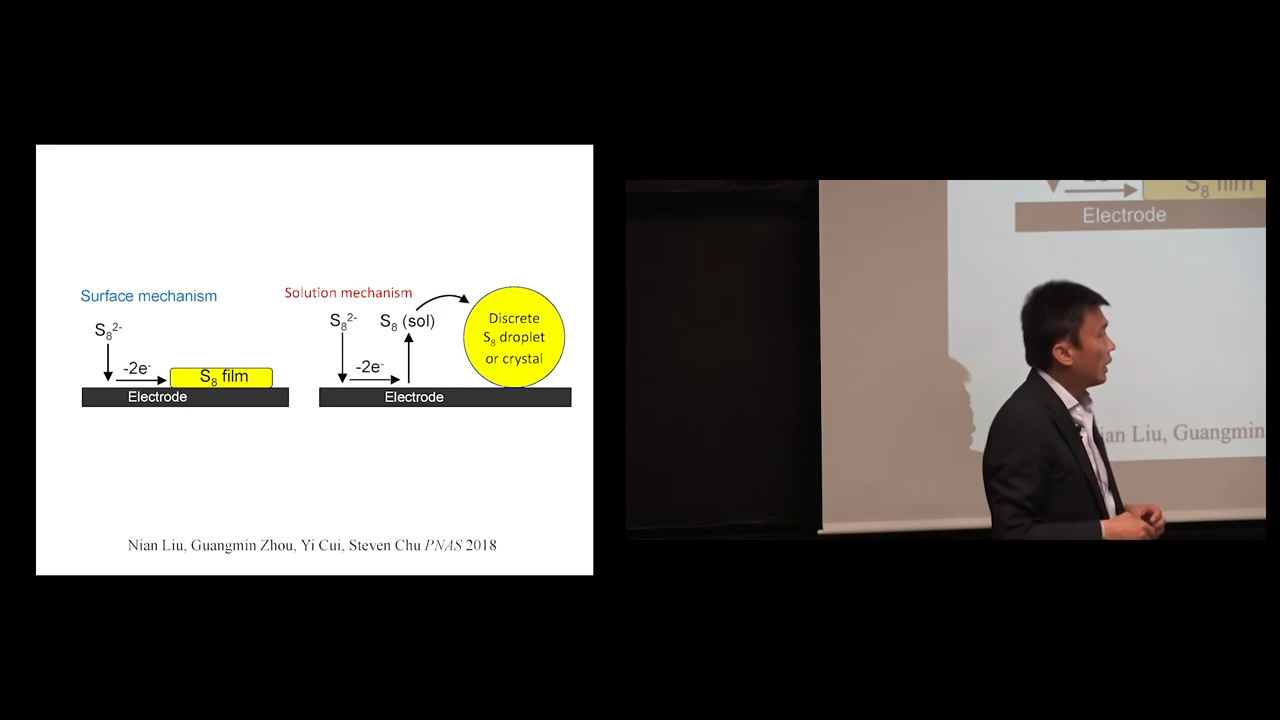 Surface mechanism
S₈²⁻
-2e⁻
S₈ film
Electrode
Solution mechanism
S₈²⁻
S₈ (sol)
-2e⁻
Discrete
S₈ droplet
or crystal
Electrode
Nian Liu, Guangmin Zhou, Yi Cui, Steven Chu PNAS 2018
S₈ film
Electrode
ian Liu, Guangmin